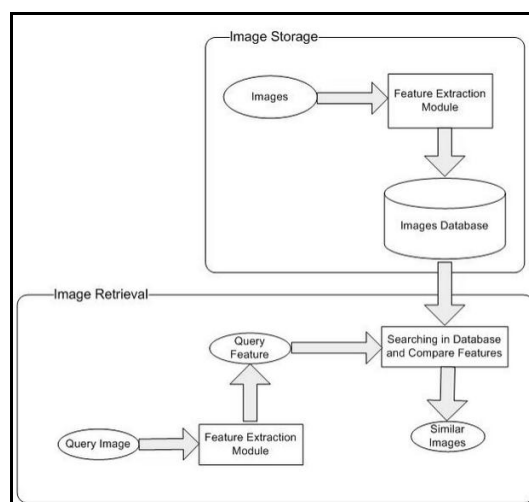 Image Storage
Images
Feature Extraction
Module
Images Database
Image Retrieval
Query
Feature
Searching in Database
and Compare Features
Query Image
Feature Extraction
Module
Similar
Images